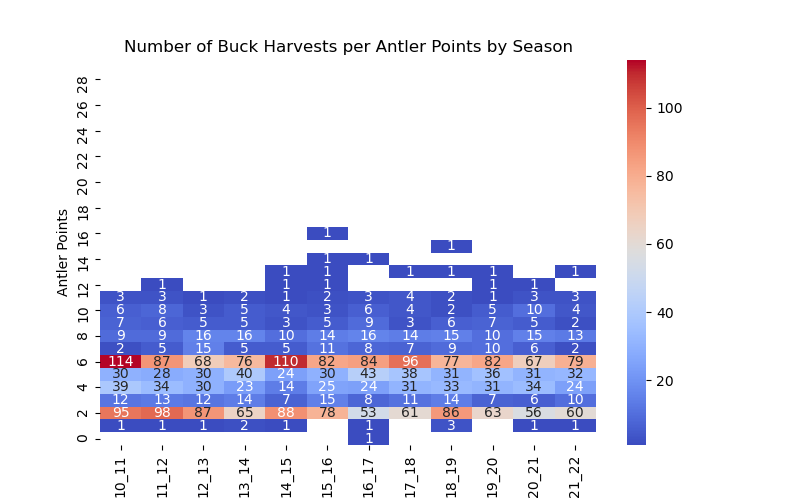 Number of Buck Harvests per Antler Points by Season
Antler Points
28
26
24
22
20
18
16 1
1
14 1 1
1 1 1 1 1 1
12 1 1 1 1 1
3 3 1 2 1 2 3 4 2 1 3 3
10 6 8 3 5 4 3 6 4 2 5 10 4
7 6 5 5 3 5 9 3 6 7 5 2
8 9 9 16 16 10 14 16 14 15 10 15 13
2 5 15 5 5 11 8 7 9 10 6 2
6 114 87 68 76 110 82 84 96 77 82 67 79
30 28 30 40 24 30 43 38 31 36 31 32
4 39 34 30 23 14 25 24 31 33 31 34 24
12 13 12 14 7 15 8 11 14 7 6 10
2 95 98 87 65 88 78 53 61 86 63 56 60
1 1 1 2 1 1 3 1 1
0 1
10_11 11_12 12_13 13_14 14_15 15_16 16_17 17_18 18_19 19_20 20_21 21_22
100
80
60
40
20